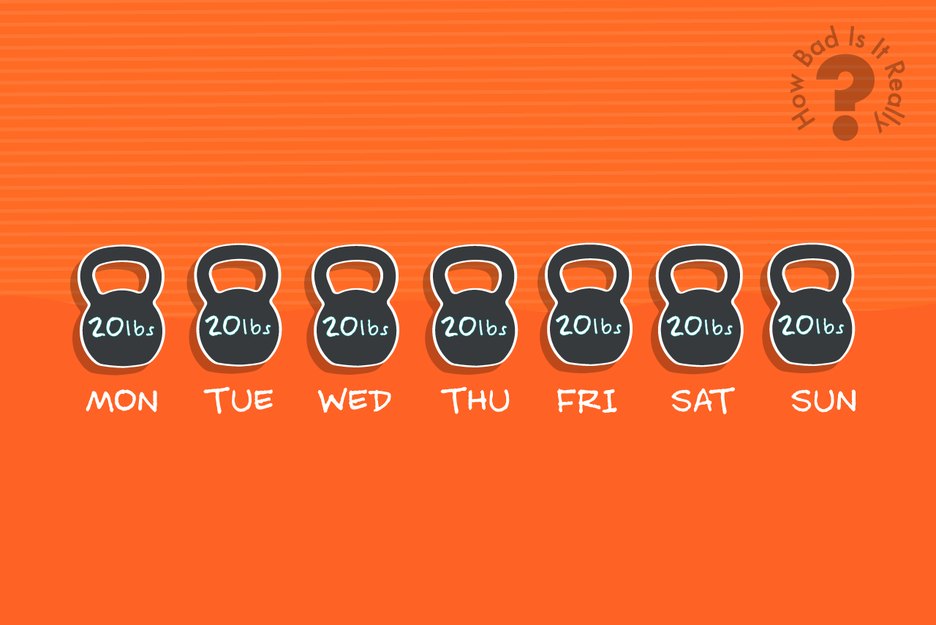 How Bad Is It Really
?
20lbs 20lbs 20lbs 20lbs 20lbs 20lbs 20lbs
MON TUE WED THU FRI SAT SUN